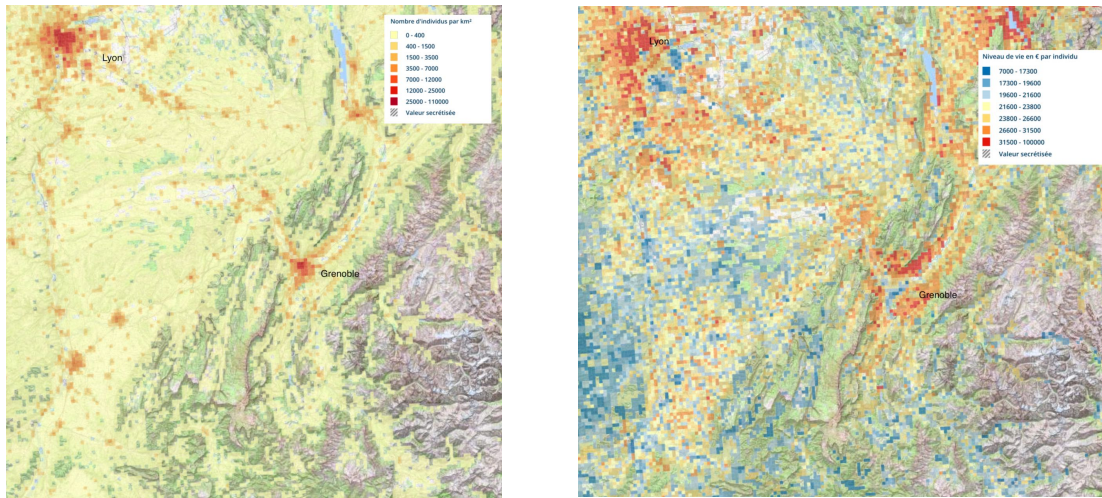 Nombre d'individus par km²
0 - 400
400 - 1500
1500 - 3500
3500 - 7000
7000 - 12000
12000 - 25000
25000 - 110000
Valeur secrétisée
Lyon
Grenoble
Niveau de vie en € par individu
7000 - 17300
17300 - 19600
19600 - 21600
21600 - 23800
23800 - 26600
26600 - 31500
31500 - 100000
Valeur secrétisée
Lyon
Grenoble